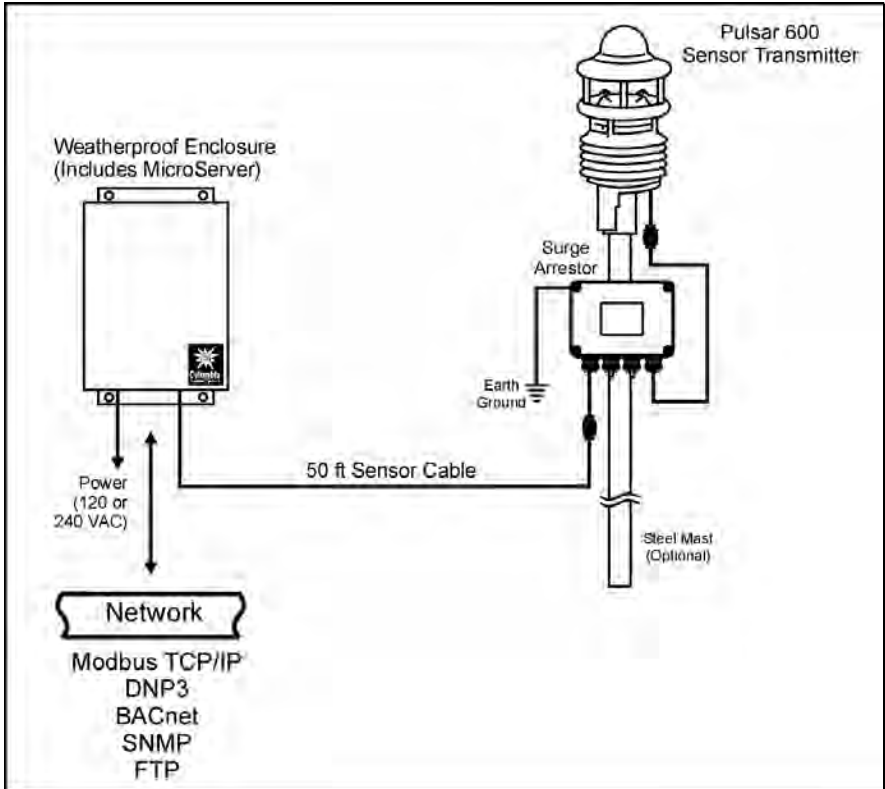 Pulsar 600
Sensor Transmitter
Weatherproof Enclosure
(Includes MicroServer)
Surge
Arrestor
Columbia
Earth
Ground
50 ft Sensor Cable
Power
(120 or
240 VAC)
Steel Mast
(Optional)
Network
Modbus TCP/IP
DNP3
BACnet
SNMP
FTP